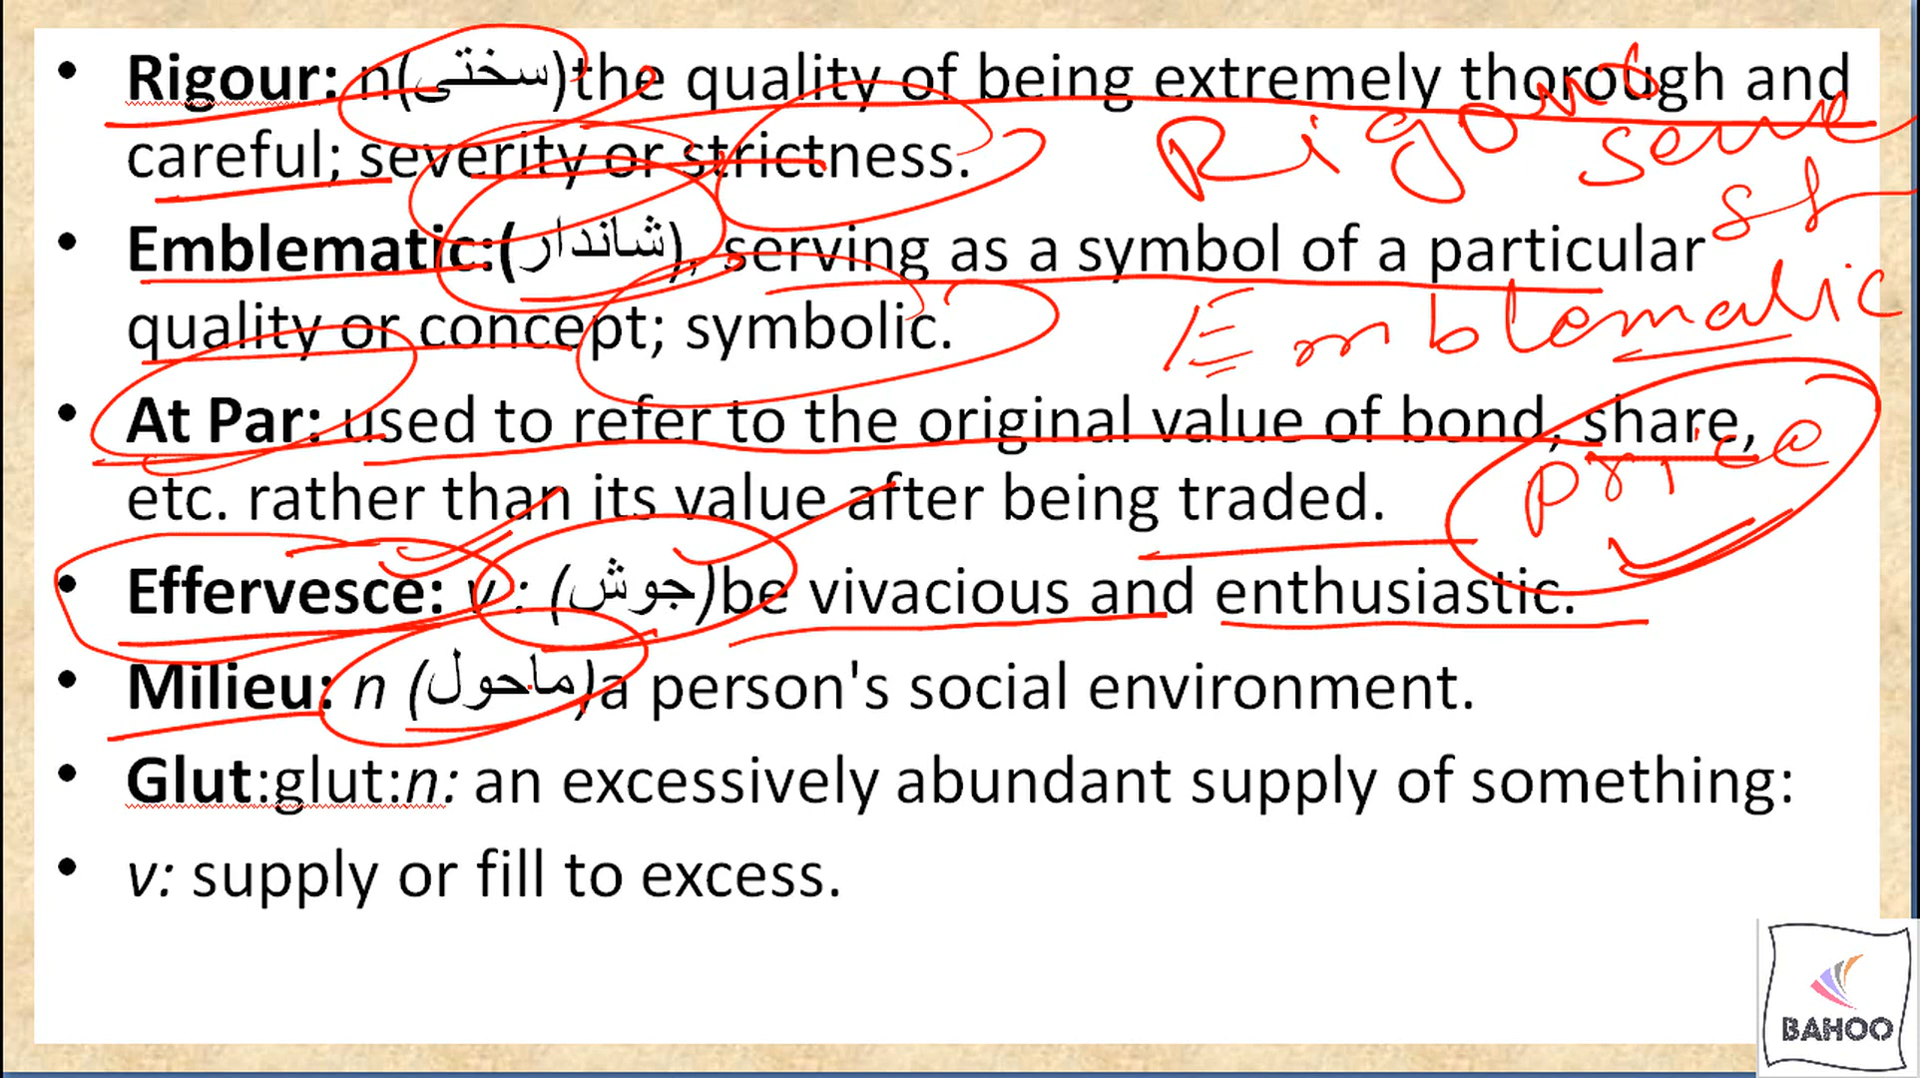 • Rigour: n(سختی)the quality of being extremely thorough and
careful; severity or strictness.
• Emblematic:(شاندار), serving as a symbol of a particular
quality or concept; symbolic.
Emblematic
• At Par: used to refer to the original value of bond, share,
etc. rather than its value after being traded.
price
• Effervesce: v : (جوش)be vivacious and enthusiastic.
• Milieu: n (ماحول)a person's social environment.
• Glut:glut:n: an excessively abundant supply of something:
• v: supply or fill to excess.
BAHOO